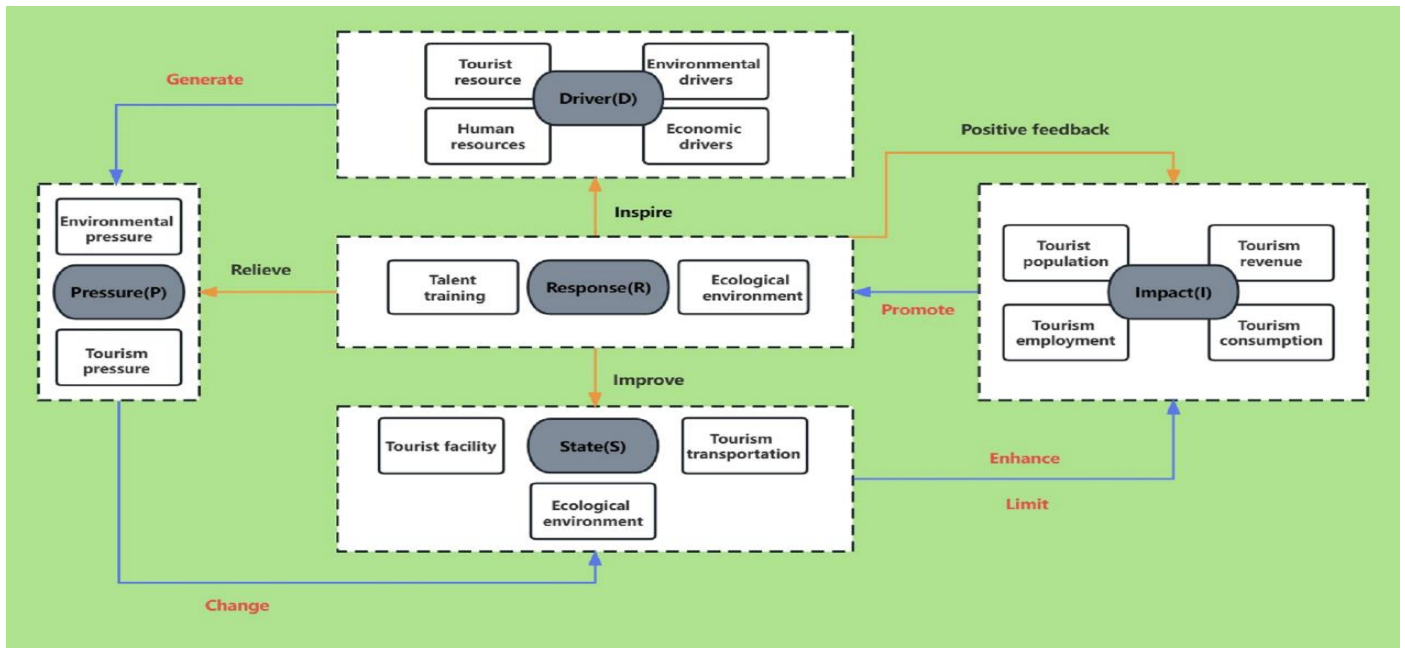 Tourist
resource
Environmental
drivers
Driver(D)
Human
resources
Economic
drivers
Generate
Positive feedback
Inspire
Environmental
pressure
Pressure(P)
Tourism
pressure
Relieve
Talent
training
Response(R)
Ecological
environment
Promote
Tourist
population
Tourism
revenue
Impact(I)
Tourism
employment
Tourism
consumption
Improve
Tourist facility
State(S)
Tourism
transportation
Ecological
environment
Enhance
Limit
Change